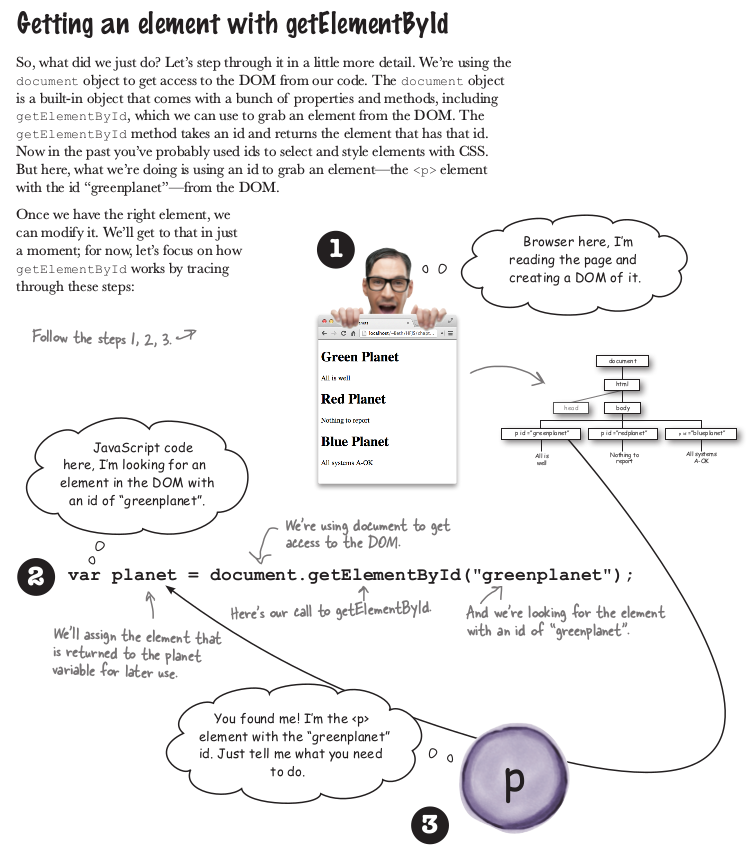 Getting an element with getElementById
So, what did we just do? Let's step through it in a little more detail. We're using the
document object to get access to the DOM from our code. The document object
is a built-in object that comes with a bunch of properties and methods, including
getElementById, which we can use to grab an element from the DOM. The
getElementById method takes an id and returns the element that has that id.
Now in the past you've probably used ids to select and style elements with CSS.
But here, what we're doing is using an id to grab an element—the <p> element
with the id “greenplanet”—from the DOM.
Once we have the right element, we
can modify it. We'll get to that in just
a moment; for now, let's focus on how
getElementById works by tracing
through these steps:
Follow the steps 1, 2, 3.
1
Browser here, I'm
reading the page and
creating a DOM of it.
Green Planet
All is well
Red Planet
Nothing to report
Blue Planet
All systems A-OK
document
html
head
body
p id="greenplanet"
p id="redplanet"
p id="blueplanet"
All is
well
Nothing to
report
All systems
A-OK
JavaScript code
here, I'm looking for an
element in the DOM with
an id of “greenplanet”.
We're using document to get
access to the DOM.
2
var planet = document.getElementById("greenplanet");
Here's our call to getElementById.
And we're looking for the element
with an id of “greenplanet”.
We'll assign the element that
is returned to the planet
variable for later use.
You found me! I'm the <p>
element with the “greenplanet”
id. Just tell me what you need
to do.
p
3